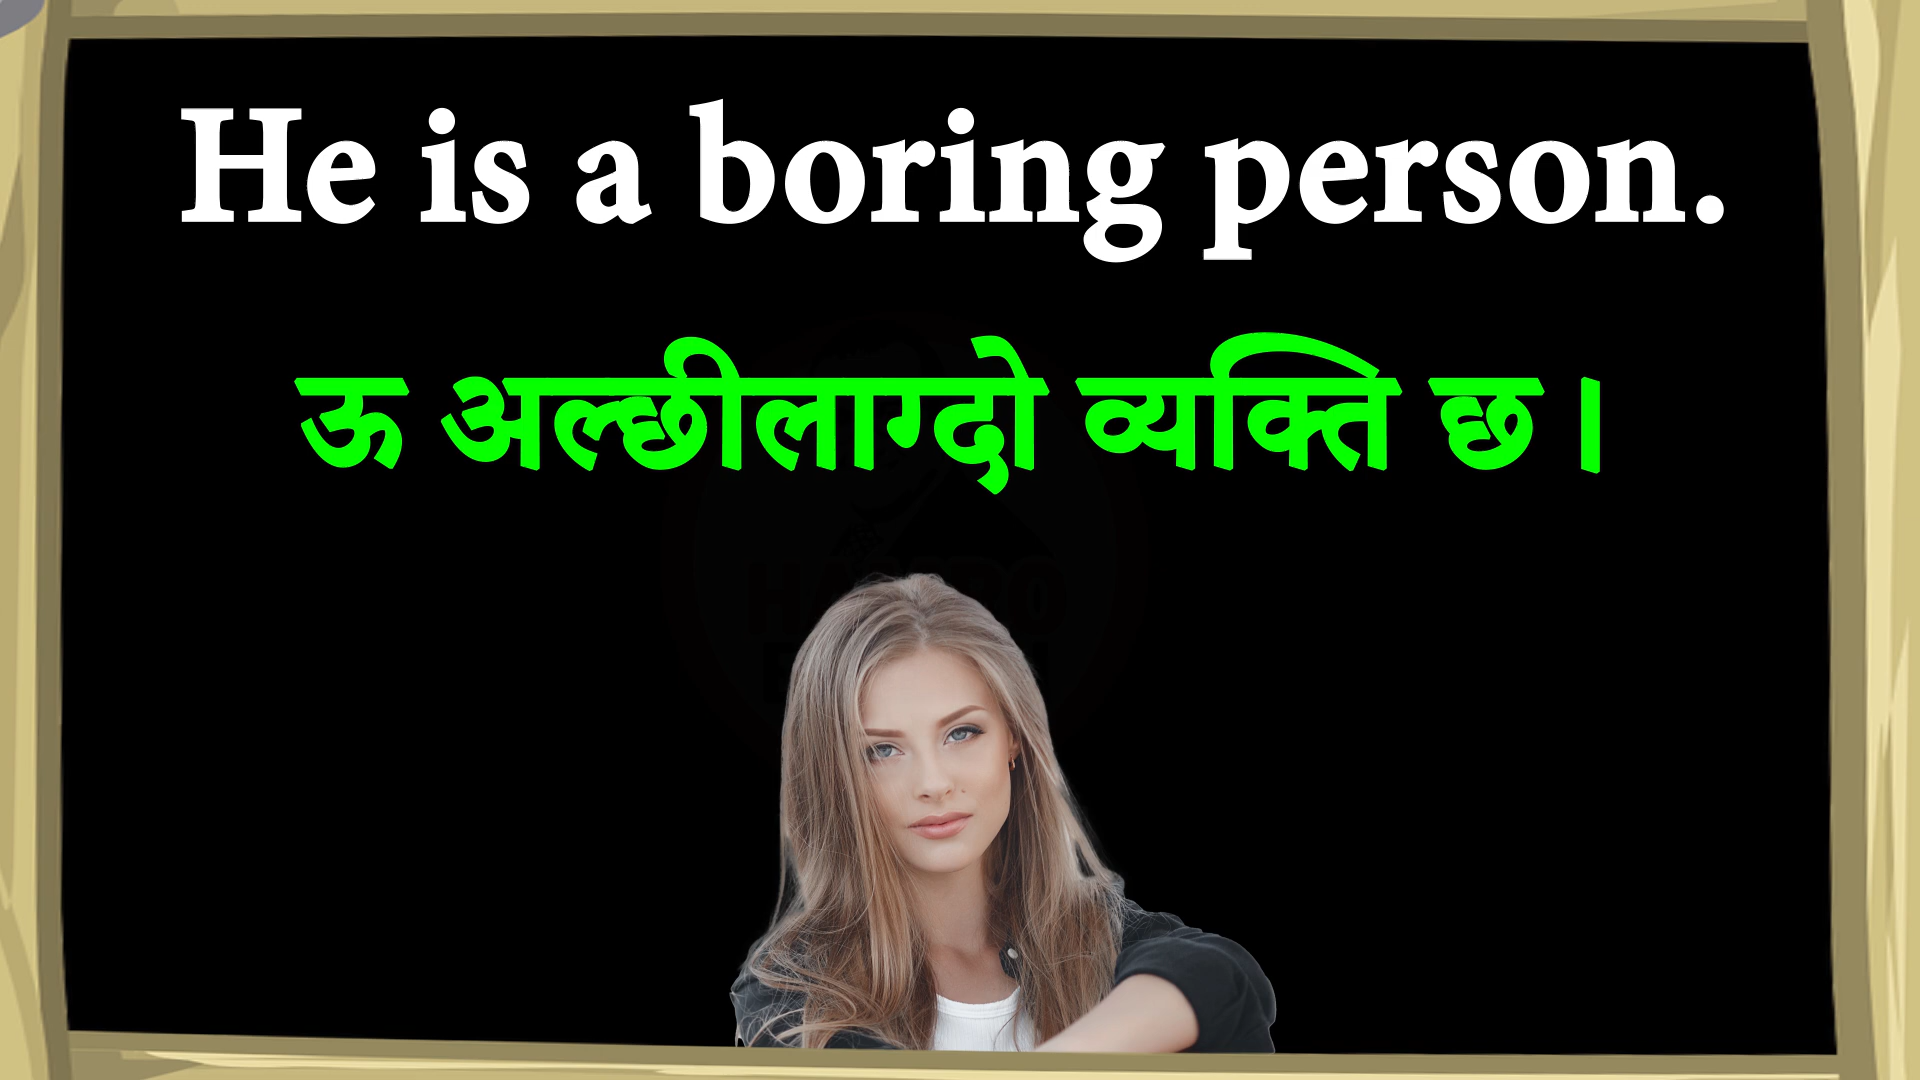 He is a boring person.
ऊ अल्छीलाग्दो व्यक्ति छ ।